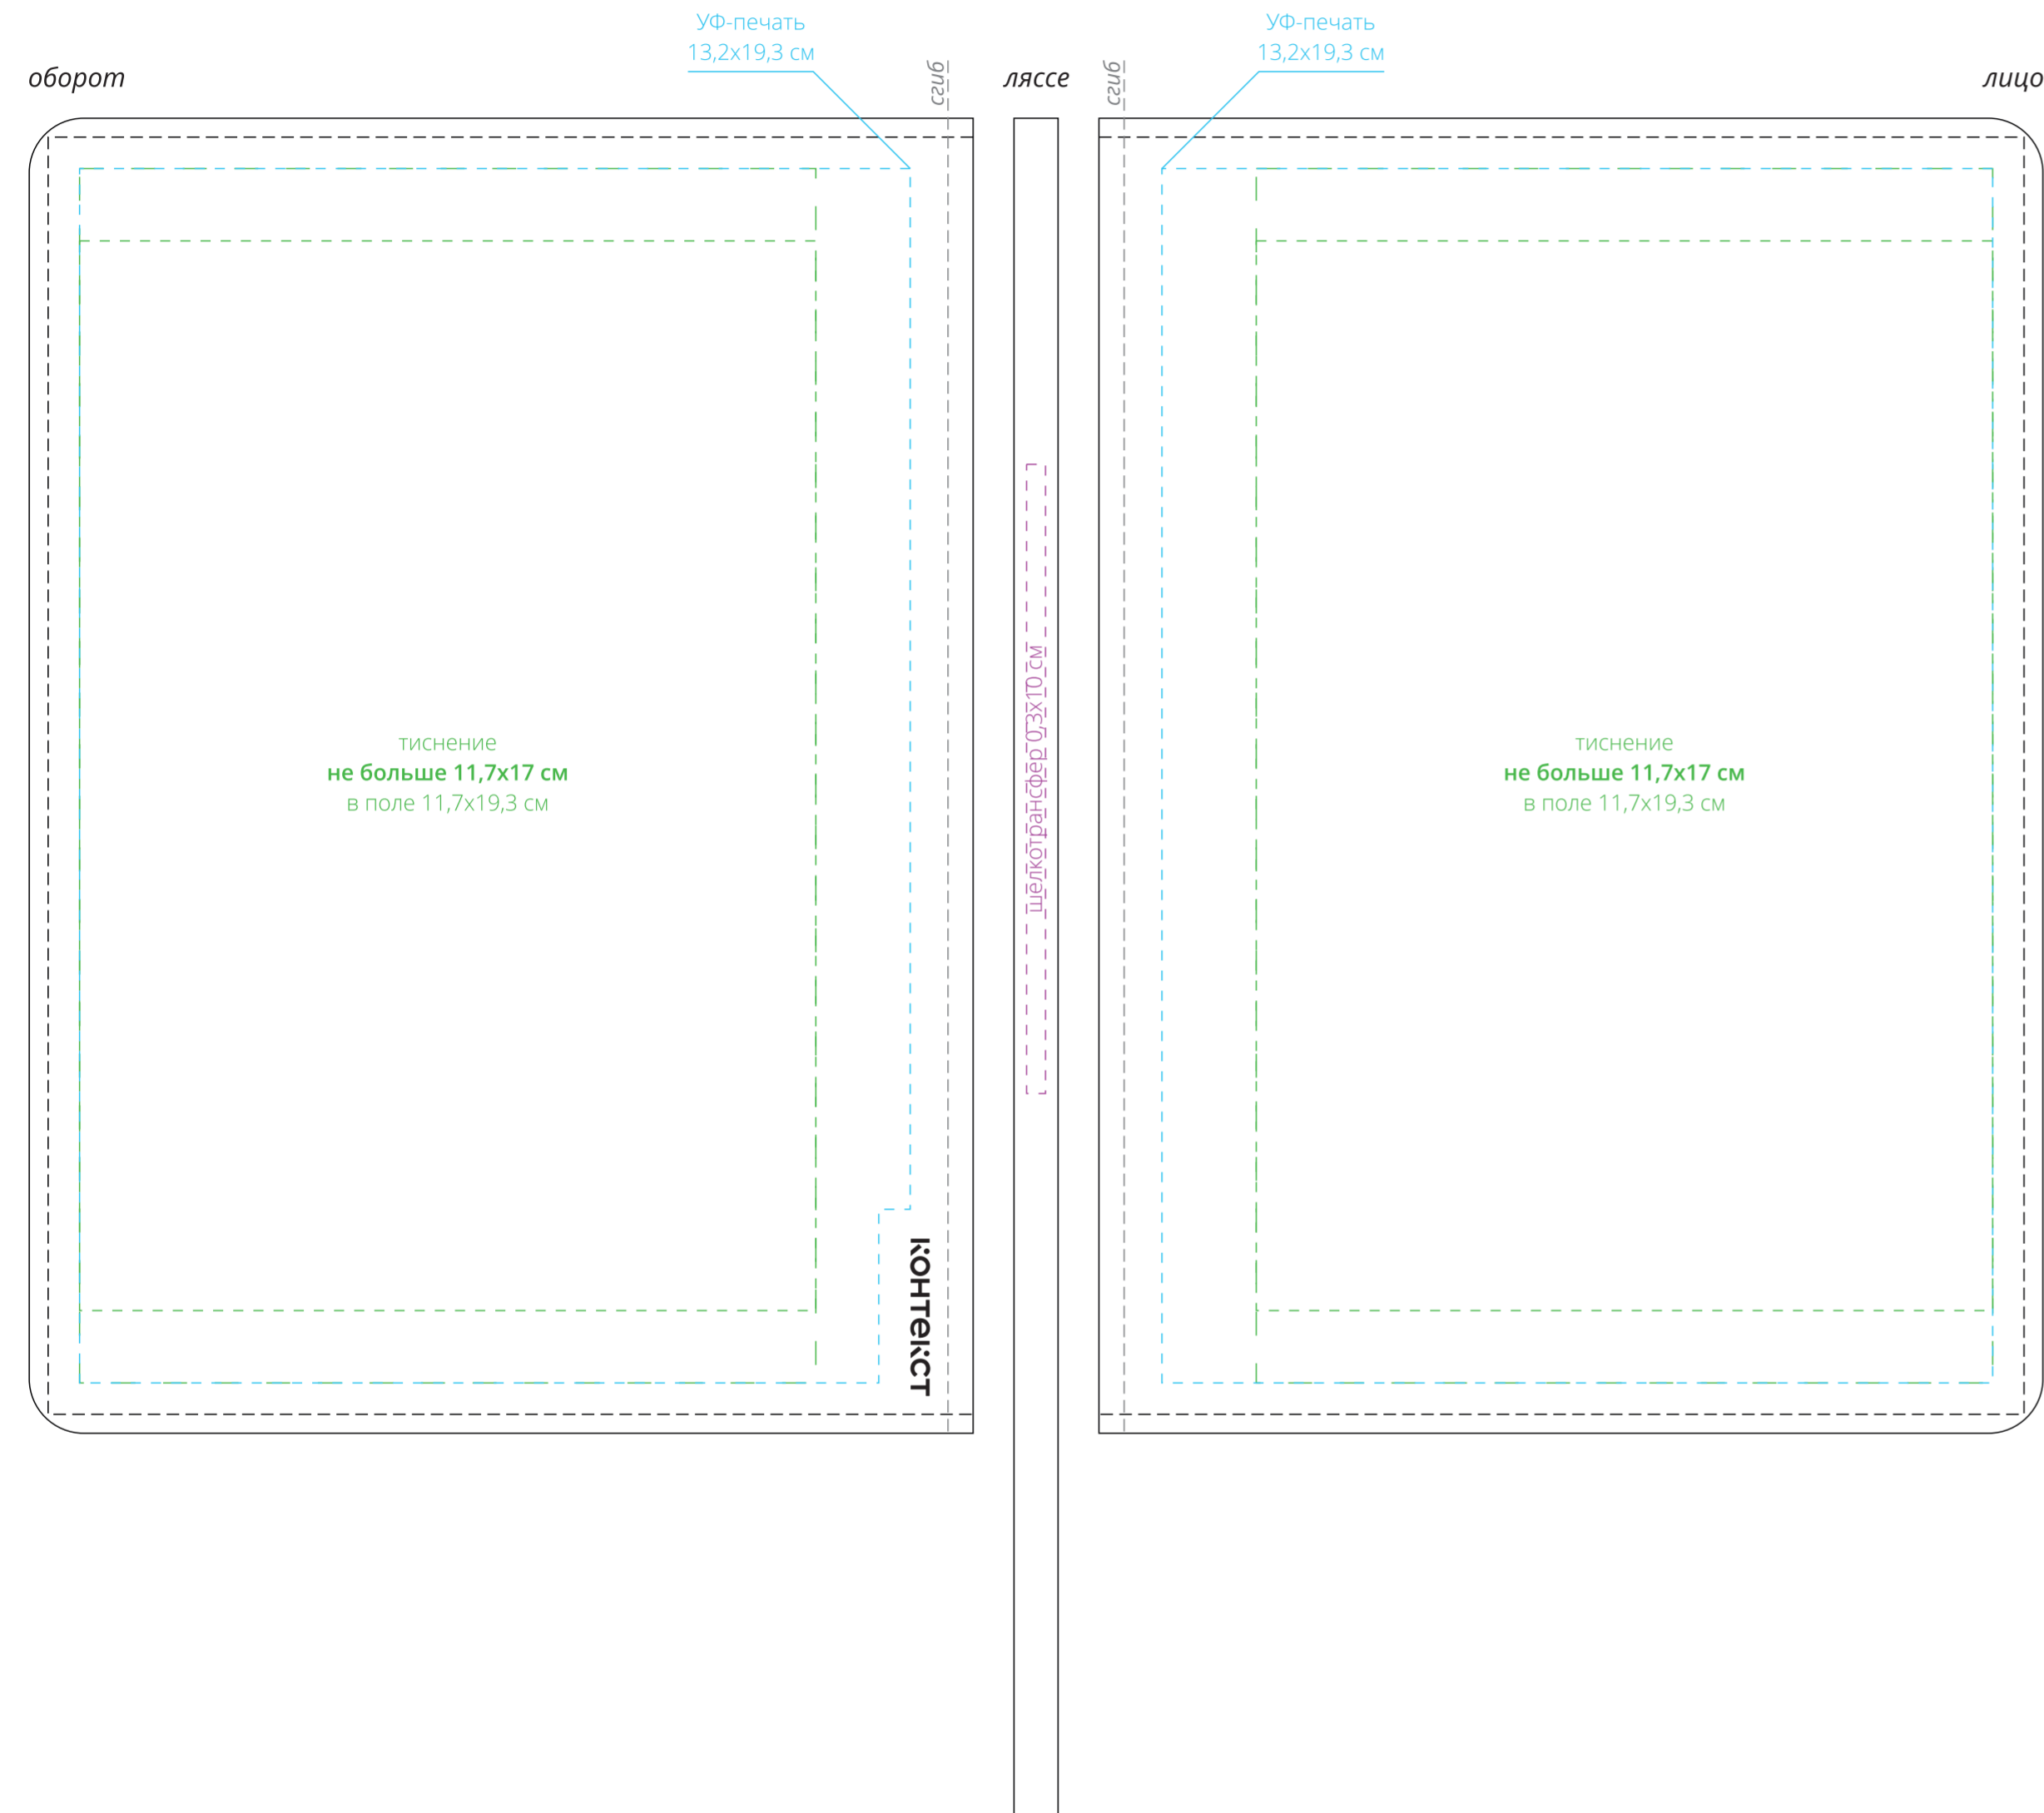 УФ-печать
13,2х19,3 см
УФ-печать
13,2х19,3 см
оборот
сгиб
ляссе
сгиб
лицо
тиснение
не больше 11,7х17 см
в поле 11,7х19,3 см
шелкотрансфер 0,3х10 см
тиснение
не больше 11,7х17 см
в поле 11,7х19,3 см
контекст